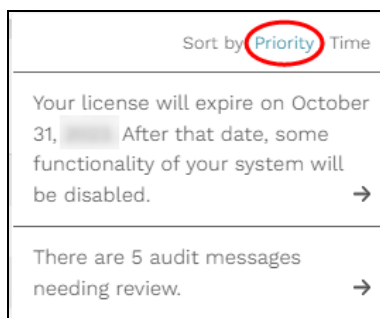 Sort by Priority Time
Your license will expire on October
31, After that date, some
functionality of your system will
be disabled.
There are 5 audit messages
needing review.